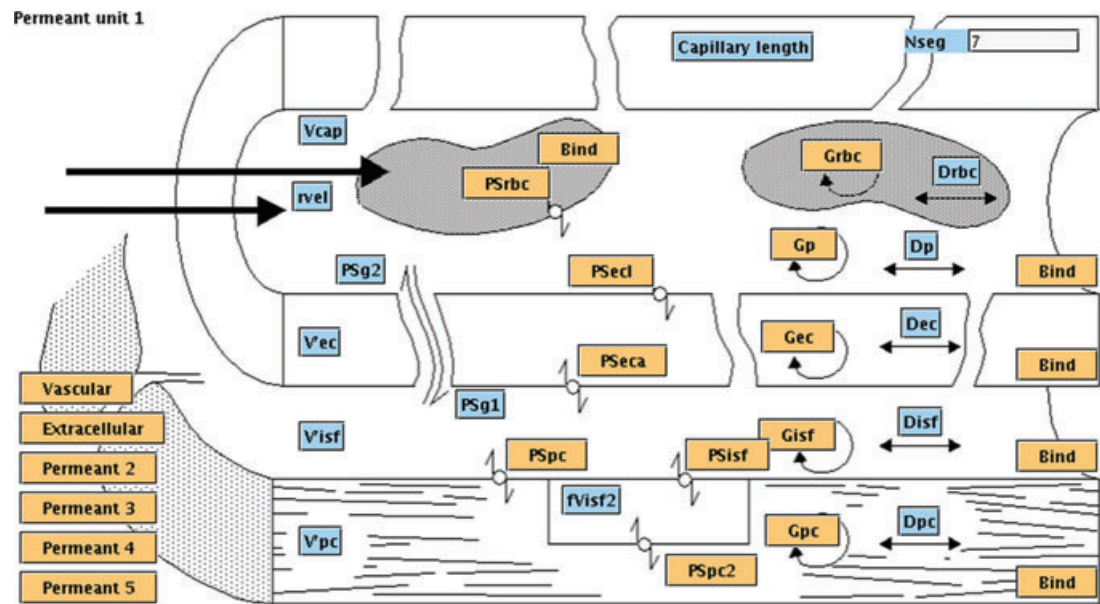 Permeant unit 1
Capillary length
Nseg 7
Vcap
Bind
Grbc
PSrbc
Drbc
rvel
Gp
Dp
PSg2
PSecl
Bind
V'ec
Gec
Dec
PSeca
Bind
Vascular
PSg1
Extracellular
V'isf
Gisf
Disf
PSpc
PSisf
Bind
Permeant 2
fVisf2
Permeant 3
V'pc
Gpc
Dpc
Permeant 4
PSpc2
Permeant 5
Bind